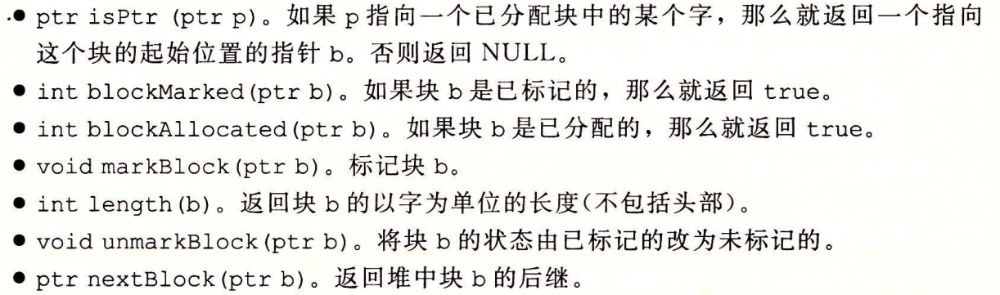 ● ptr isPtr (ptr p)。如果 p 指向一个已分配块中的某个字，那么就返回一个指向
这个块的起始位置的指针 b。否则返回 NULL。
● int blockMarked(ptr b)。如果块 b 是已标记的，那么就返回 true。
● int blockAllocated(ptr b)。如果块 b 是已分配的，那么就返回 true。
● void markBlock(ptr b)。标记块 b。
● int length(b)。返回块 b 的以字为单位的长度(不包括头部)。
● void unmarkBlock(ptr b)。将块 b 的状态由已标记的改为未标记的。
● ptr nextBlock(ptr b)。返回堆中块 b 的后继。